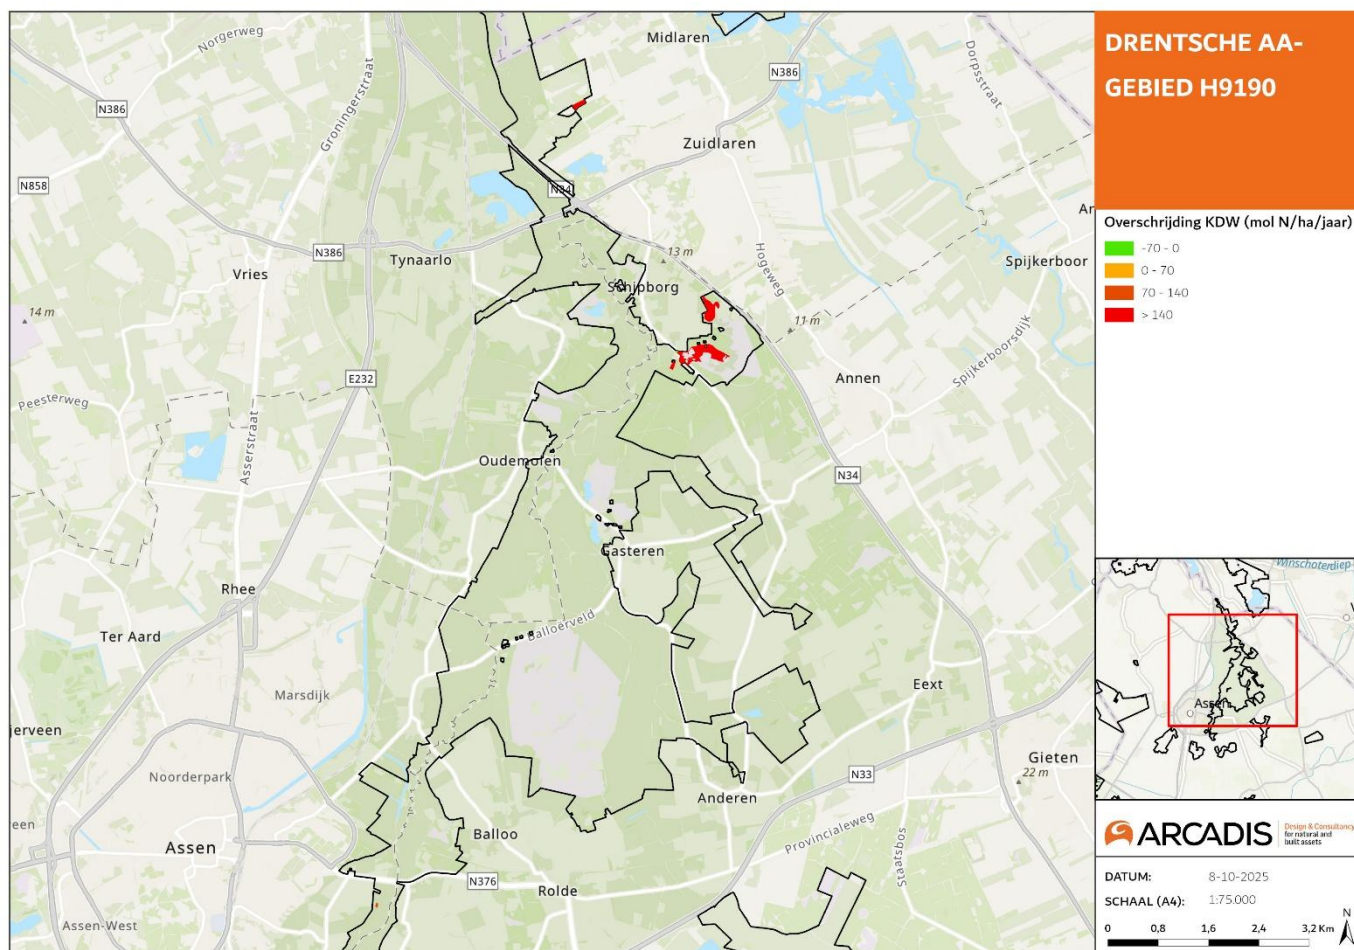 Midlaren
Norgerweg
Dorpsstraat
N386
N386
Groningerstraat
Zuidlaren
N858
N34
13 m
Hogeweg
N386
Tynaarlo
Spijkerboor
Vries
Schipborg
14 m
11 m
Annen
Spijkerboorsdijk
E232
Peesterweg
Asserstraat
Oudemolen
N34
Gasteren
Rhee
Balloërveld
Ter Aard
Marsdijk
Eext
jerveen
Gieten
Noorderpark
22 m
N33
Anderen
een
Balloo
Provincialeweg
Assen
Staatsbos
N376
Rolde
Assen-West
DRENTSCHE AA-
GEBIED H9190
Overschrijding KDW (mol N/ha/jaar)
-70 - 0
0 - 70
70 - 140
> 140
Winschoterdiep
Assen
ARCADIS
Design & Consultancy
for natural and
built assets
DATUM: 8-10-2025
SCHAAL (A4): 1:75.000
N
0 0,8 1,6 2,4 3,2 Km